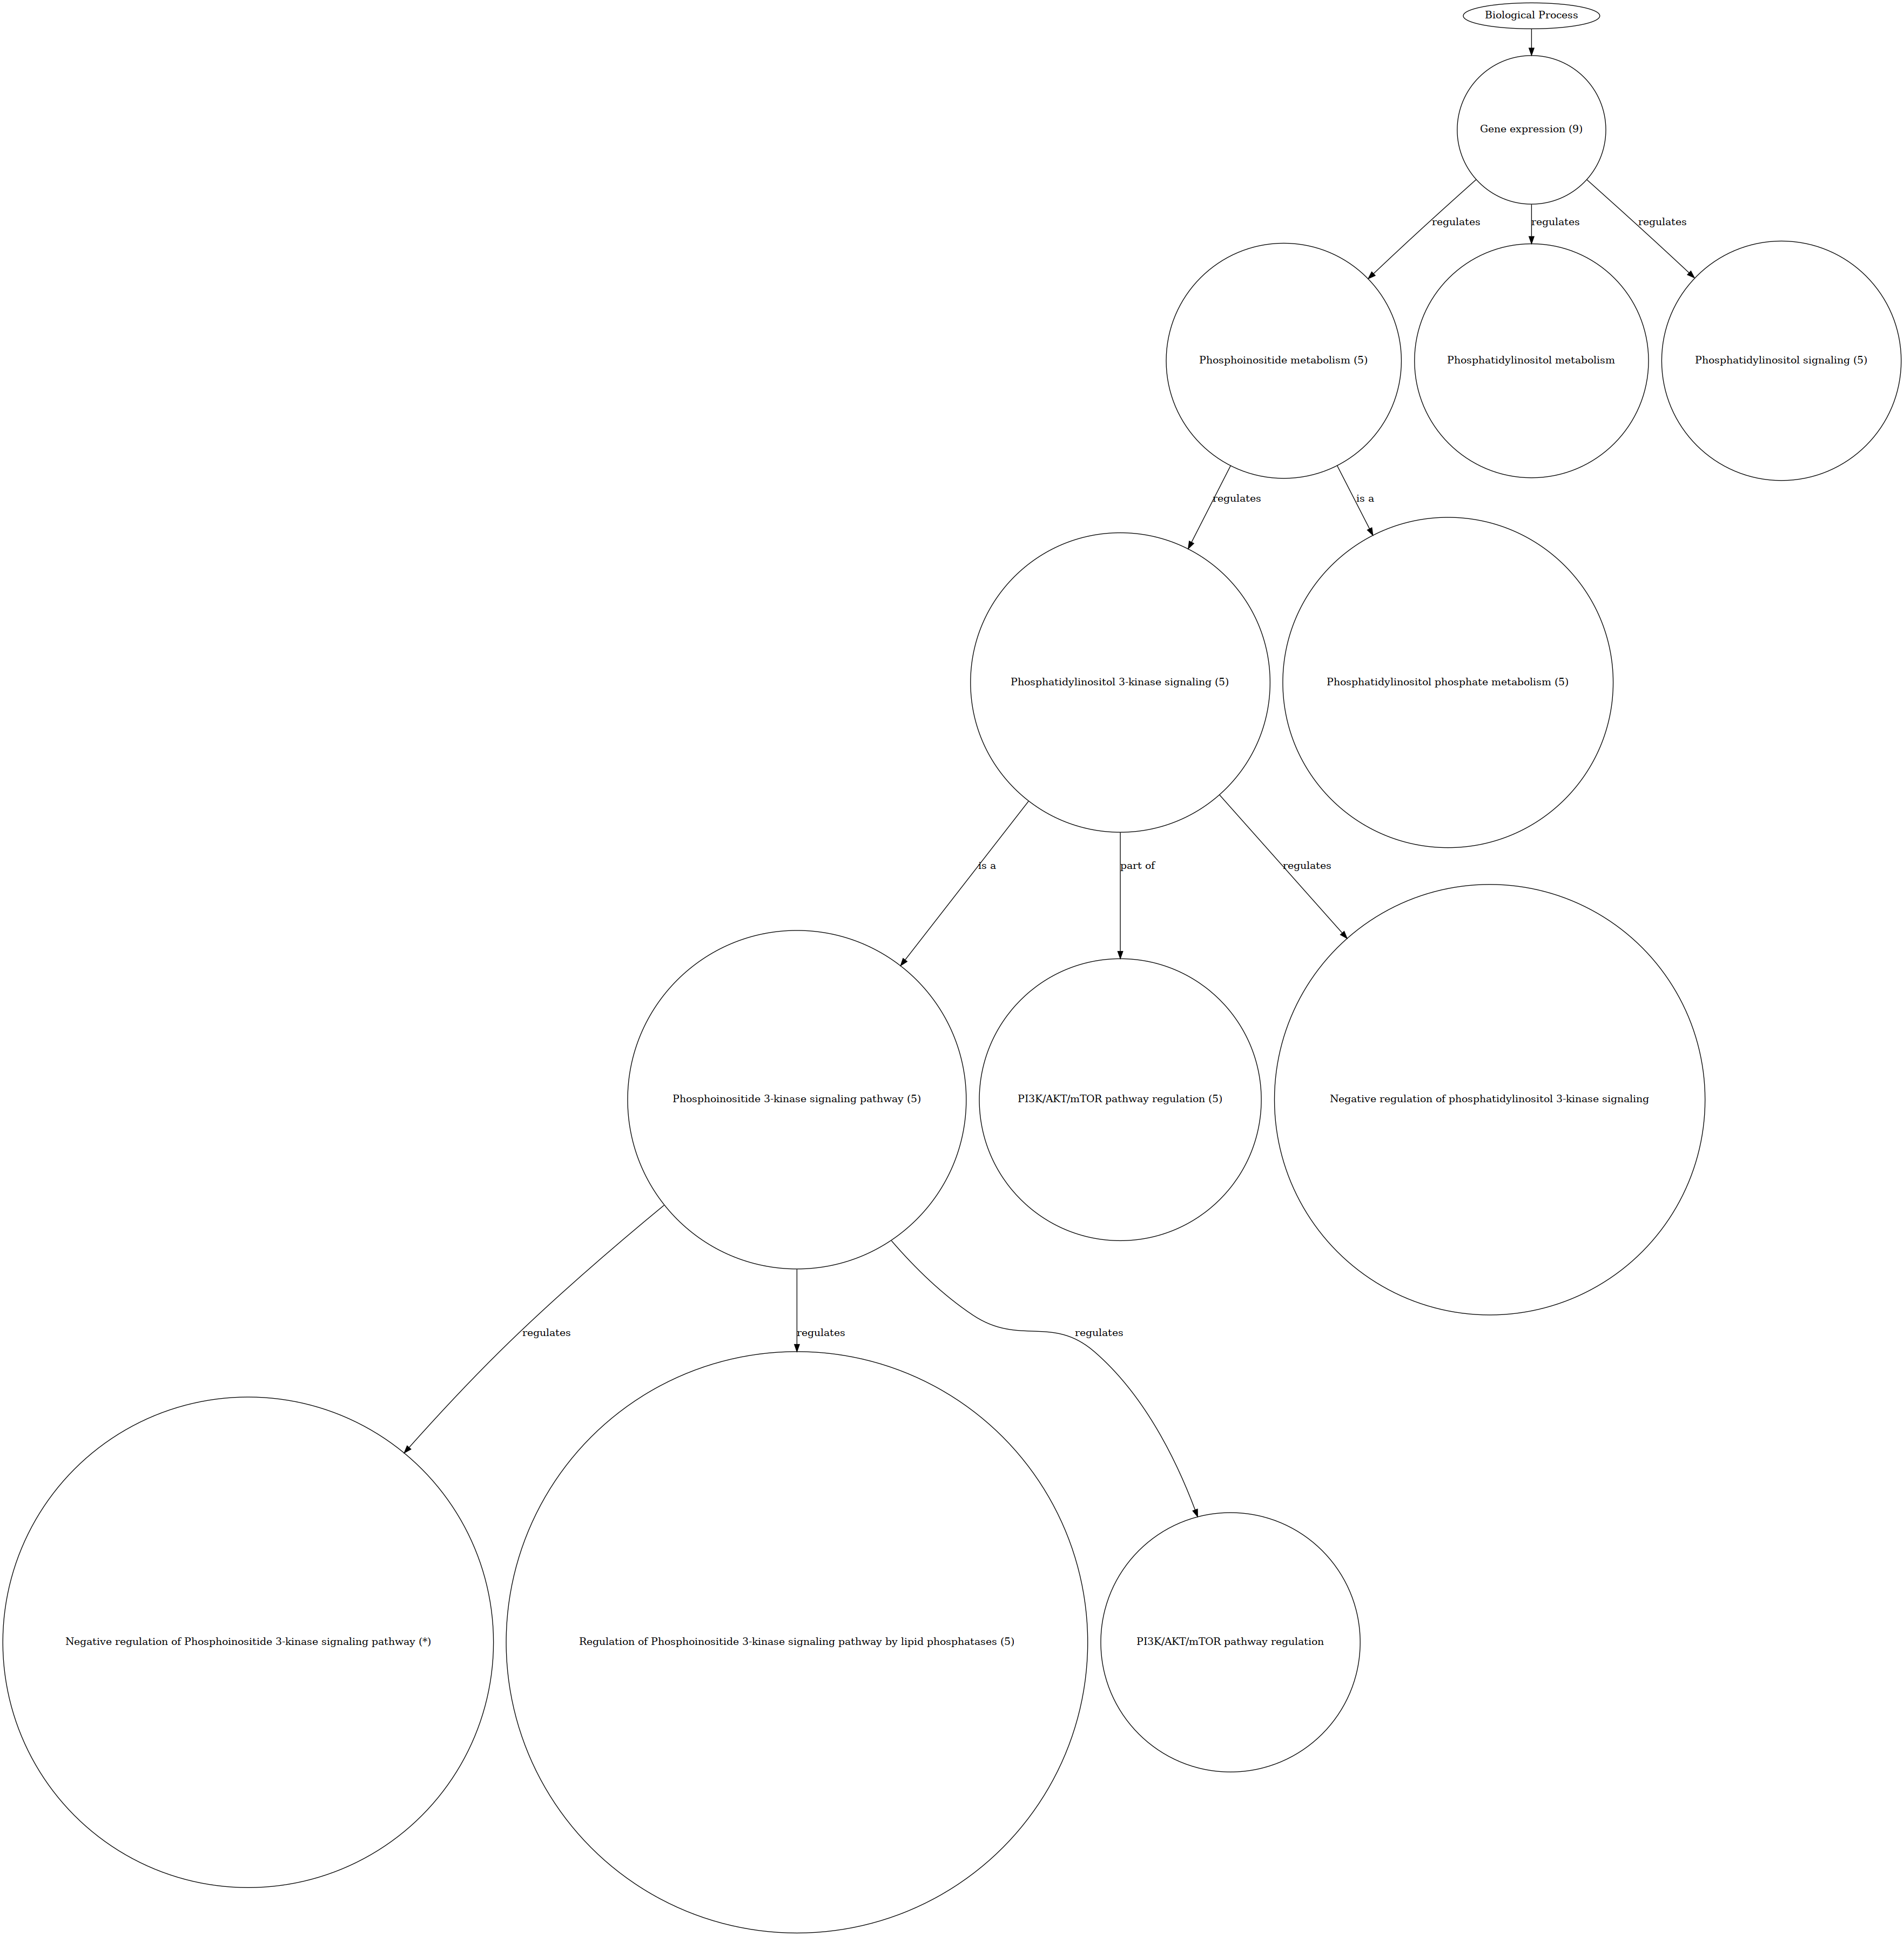 Biological Process
Gene expression (9)
regulates
regulates
regulates
Phosphoinositide metabolism (5)
Phosphatidylinositol metabolism
Phosphatidylinositol signaling (5)
regulates
is a
Phosphatidylinositol 3-kinase signaling (5)
Phosphatidylinositol phosphate metabolism (5)
is a
part of
regulates
Phosphoinositide 3-kinase signaling pathway (5)
PI3K/AKT/mTOR pathway regulation (5)
Negative regulation of phosphatidylinositol 3-kinase signaling
regulates
regulates
regulates
Negative regulation of Phosphoinositide 3-kinase signaling pathway (*)
Regulation of Phosphoinositide 3-kinase signaling pathway by lipid phosphatases (5)
PI3K/AKT/mTOR pathway regulation